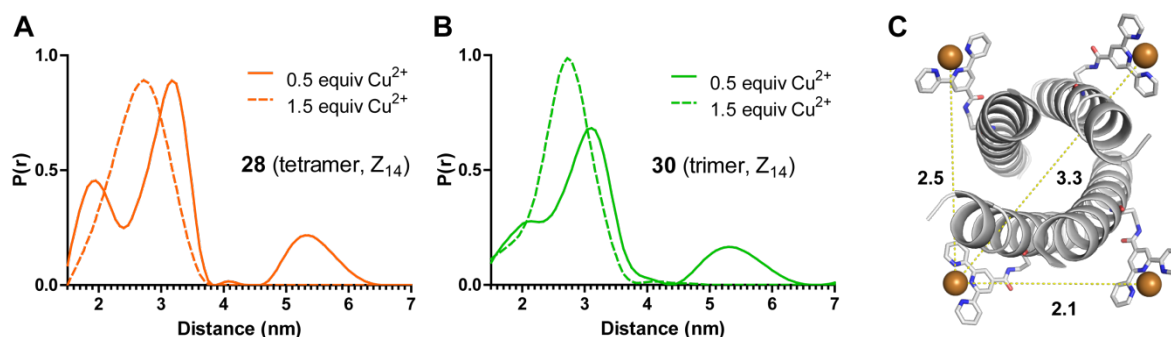 A
P(r)
1.0
0.5
0.0
2 3 4 5 6 7
Distance (nm)
0.5 equiv Cu²⁺
1.5 equiv Cu²⁺
28 (tetramer, Z₁₄)
B
P(r)
1.0
0.5
0.0
2 3 4 5 6 7
Distance (nm)
0.5 equiv Cu²⁺
1.5 equiv Cu²⁺
30 (trimer, Z₁₄)
C
2.5
3.3
2.1